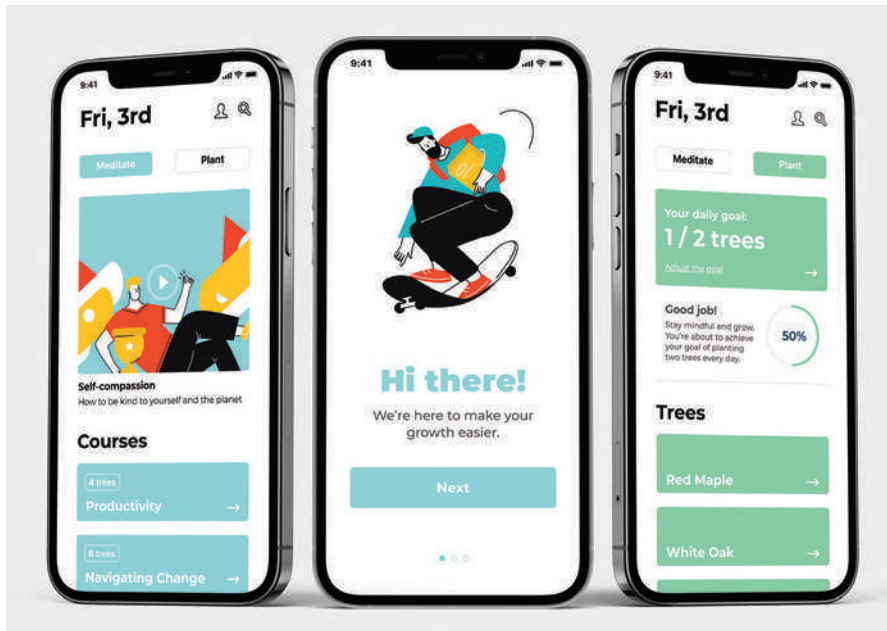 9:41
Fri, 3rd
Meditate
Plant
Self-compassion
How to be kind to yourself and the planet
Courses
4 trees
Productivity
6 trees
Navigating Change
9:41
Hi there!
We're here to make your
growth easier.
Next
9:41
Fri, 3rd
Meditate
Plant
Your daily goal:
1 / 2 trees
Adjust the goal
Good job!
Stay mindful and grow.
You're about to achieve
your goal of planting
two trees every day.
50%
Trees
Red Maple
White Oak